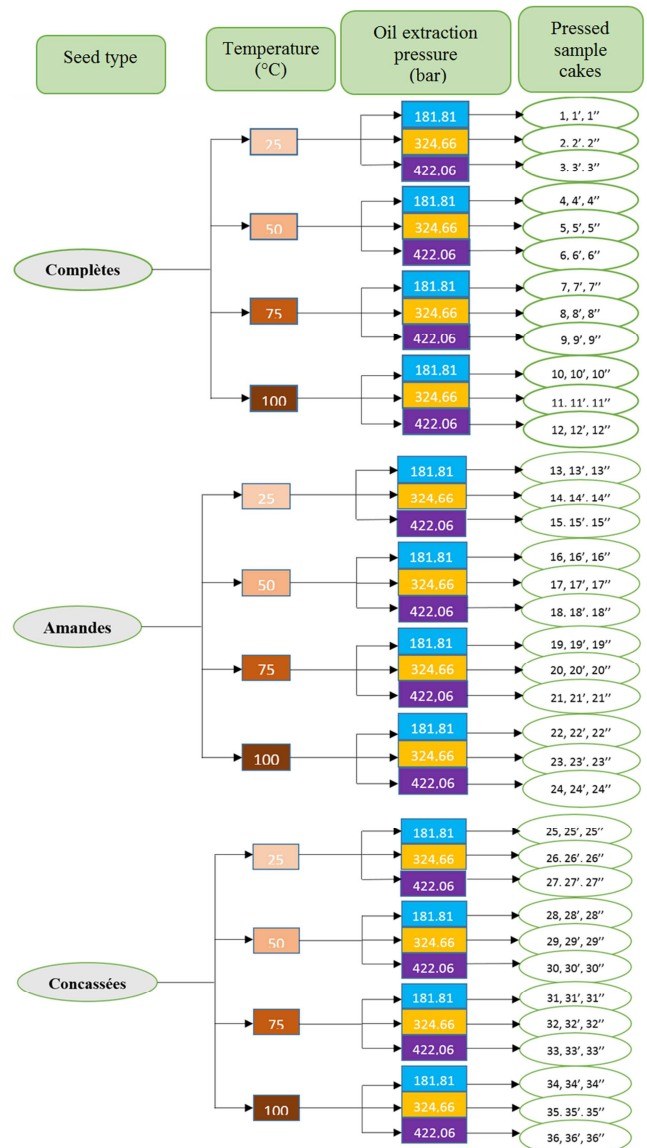 Seed type
Temperature
(°C)
Oil extraction
pressure
(bar)
Pressed
sample
cakes
Complètes
25
181.81
1, 1’, 1’’
324.66
2. 2’. 2’’
422.06
3. 3’. 3’’
50
181.81
4, 4’, 4’’
324.66
5, 5’, 5’’
422.06
6. 6’. 6’’
75
181.81
7, 7’, 7’’
324.66
8, 8’, 8’’
422.06
9, 9’, 9’’
100
181.81
10, 10’, 10’’
324.66
11. 11’. 11’’
422.06
12, 12’, 12’’
Amandes
25
181.81
13, 13’, 13’’
324.66
14. 14’. 14’’
422.06
15. 15’. 15’’
50
181.81
16, 16’, 16’’
324.66
17, 17’, 17’’
422.06
18. 18’. 18’’
75
181.81
19, 19’, 19’’
324.66
20, 20’, 20’’
422.06
21, 21’, 21’’
100
181.81
22, 22’, 22’’
324.66
23. 23’. 23’’
422.06
24, 24’, 24’’
Concassées
25
181.81
25, 25’, 25’’
324.66
26. 26’. 26’’
422.06
27. 27’. 27’’
50
181.81
28, 28’, 28’’
324.66
29, 29’, 29’’
422.06
30, 30’, 30’’
75
181.81
31, 31’, 31’’
324.66
32, 32’, 32’’
422.06
33, 33’, 33’’
100
181.81
34, 34’, 34’’
324.66
35. 35’. 35’’
422.06
36, 36’, 36’’